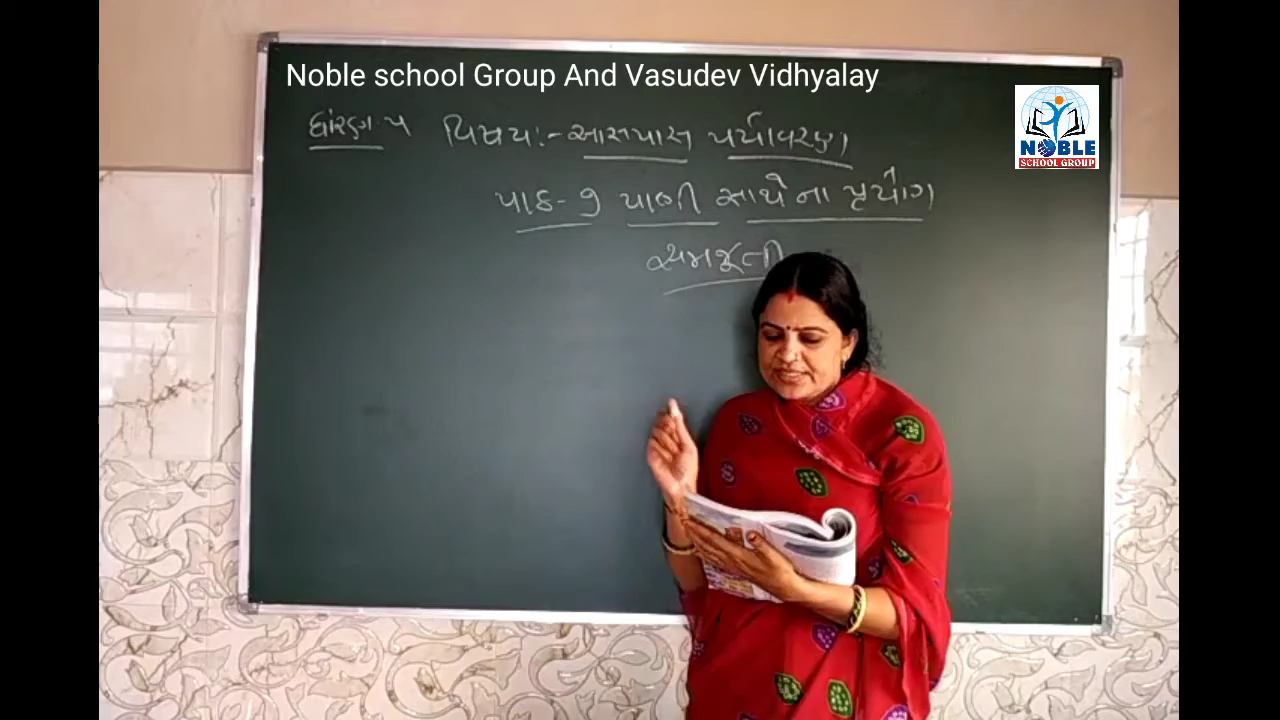 Noble school Group And Vasudev Vidhyalay
ધોરણ-૫ વિષય:- આસપાસ પર્યાવરણ
પાઠ-૭ પાણી સાથેના પ્રયોગ
સમજૂતી
NOBLE
SCHOOL GROUP